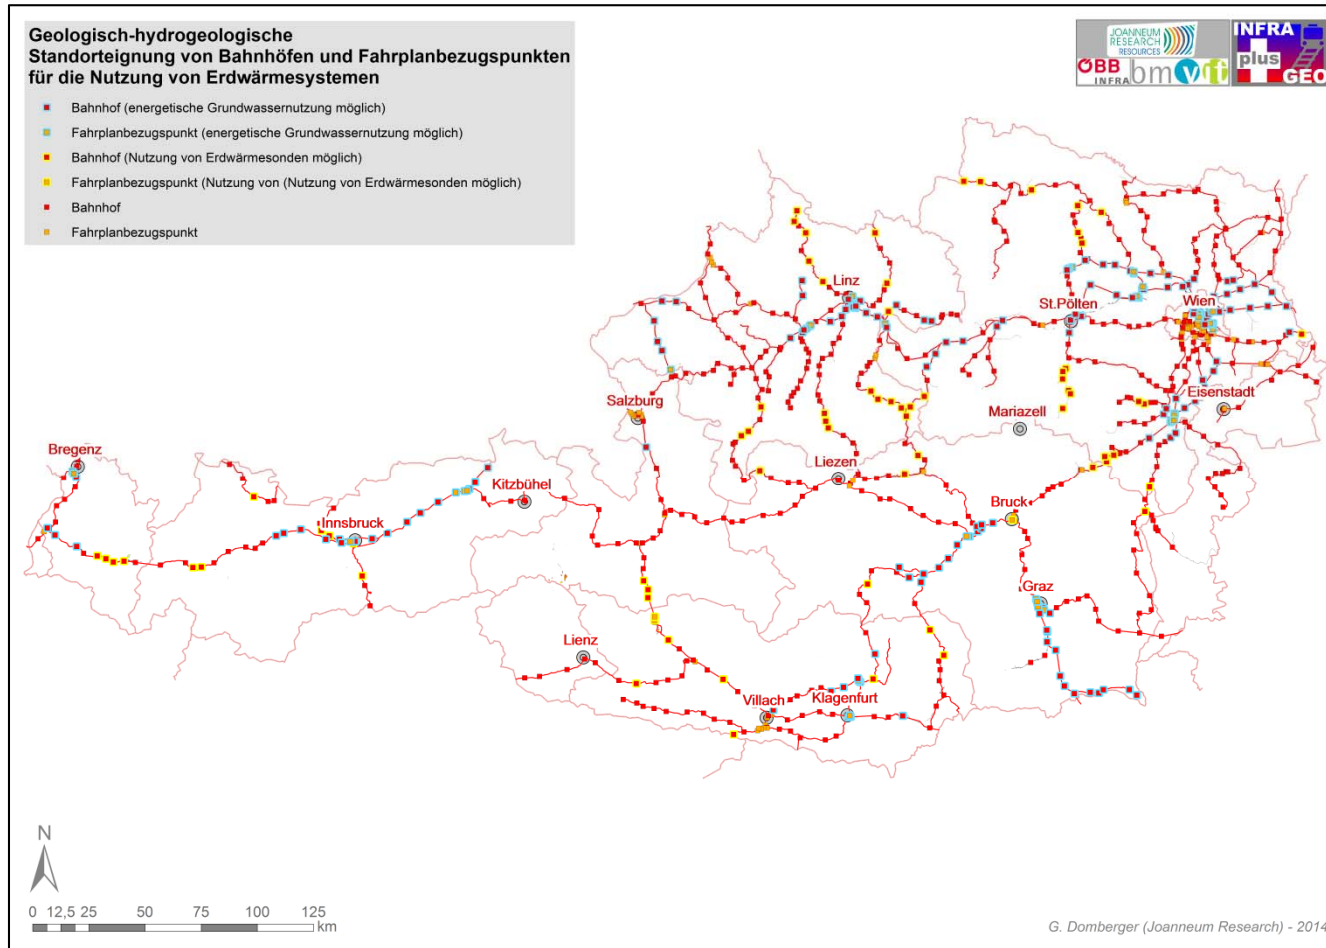 Geologisch-hydrogeologische
Standorteignung von Bahnhöfen und Fahrplanbezugspunkten
für die Nutzung von Erdwärmesystemen
Bahnhof (energetische Grundwassernutzung möglich)
Fahrplanbezugspunkt (energetische Grundwassernutzung möglich)
Bahnhof (Nutzung von Erdwärmesonden möglich)
Fahrplanbezugspunkt (Nutzung von (Nutzung von Erdwärmesonden möglich)
Bahnhof
Fahrplanbezugspunkt
JOANNEUM
RESEARCH
RESOURCES
ÖBB
INFRA
bmvit
INFRA
plus
GEO
Linz
St.Pölten
Wien
Salzburg
Mariazell
Eisenstadt
Bregenz
Kitzbühel
Liezen
Innsbruck
Bruck
Graz
Lienz
Villach
Klagenfurt
N
0 12,5 25 50 75 100 125
km
G. Domberger (Joanneum Research) - 2014